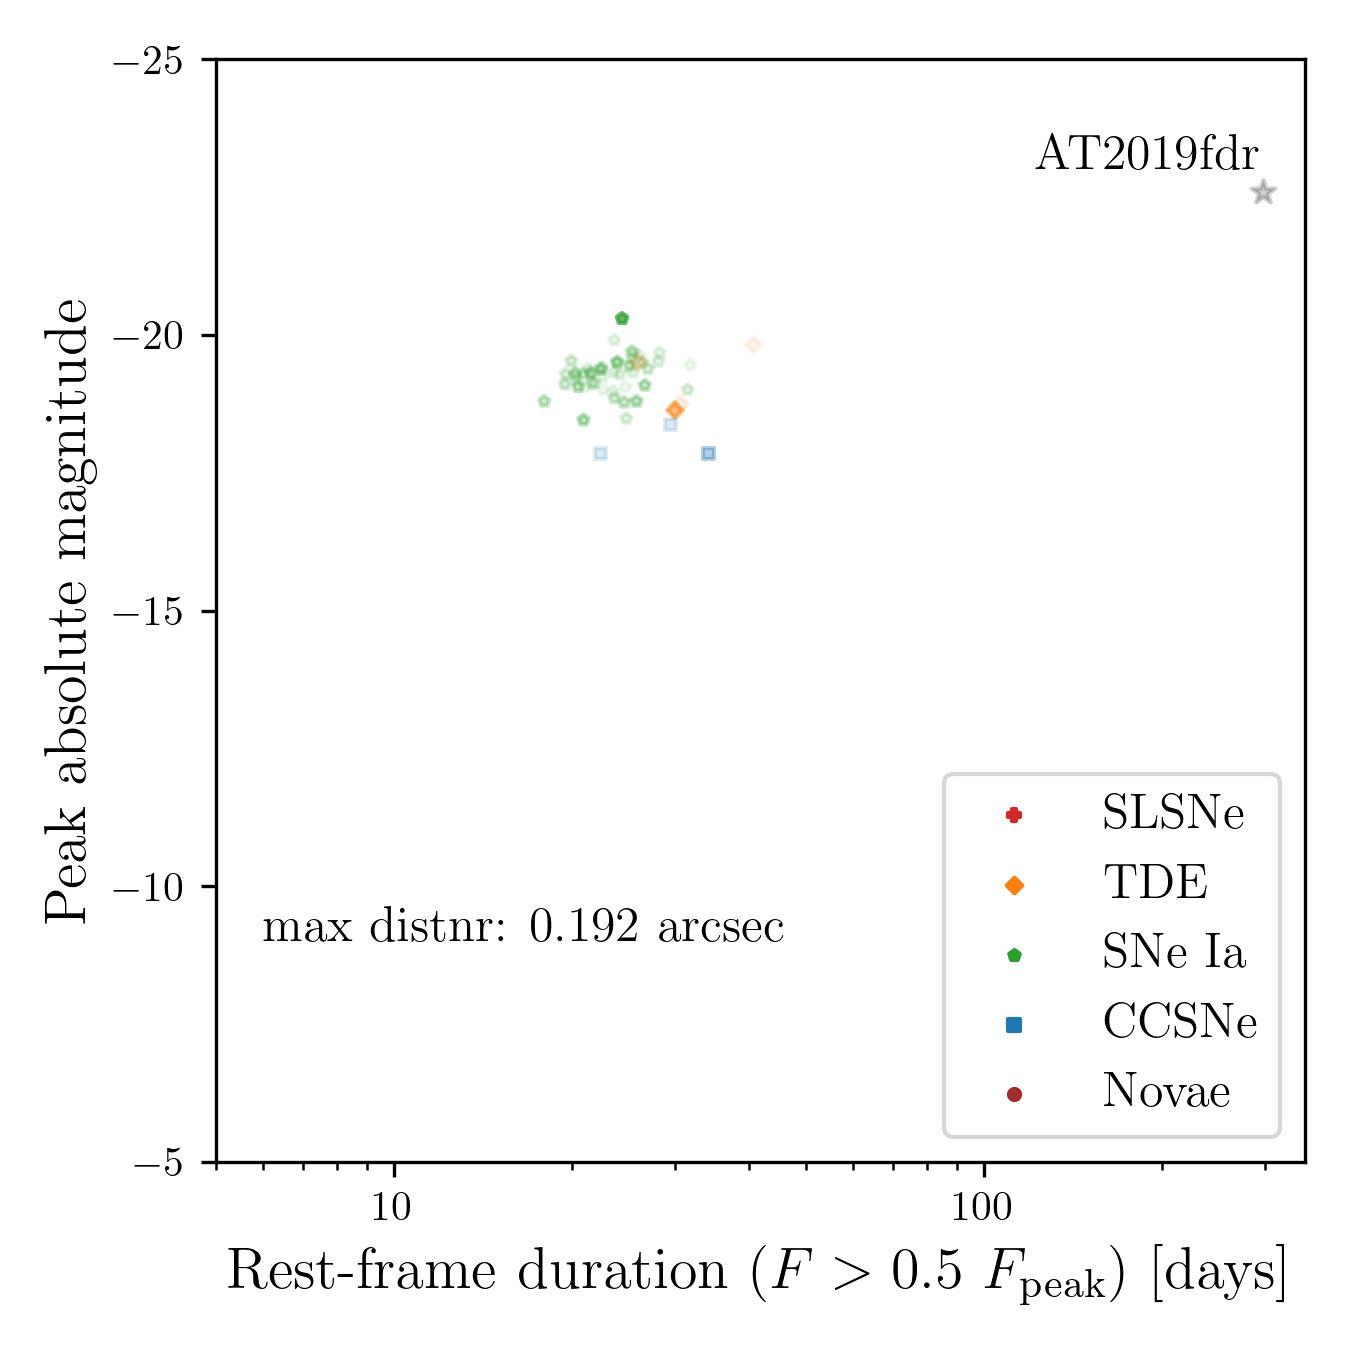 −25
−20
−15
−10
−5
Peak absolute magnitude
AT2019fdr
max distnr: 0.192 arcsec
SLSNe
TDE
SNe Ia
CCSNe
Novae
10
100
Rest-frame duration (F > 0.5 F_peak) [days]